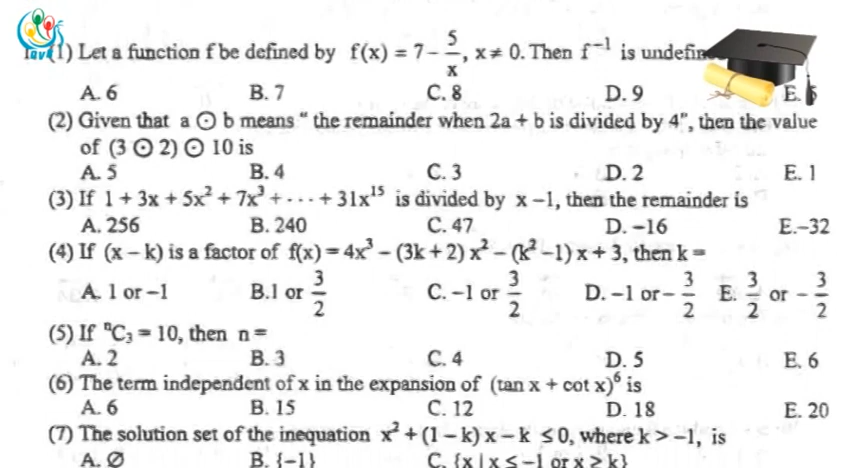 (1) Let a function f be defined by f(x) = 7 − 5/x, x ≠ 0. Then f⁻¹ is
A. 6 B. 7 C. 8 D. 9 E. 5
(2) Given that a ⊙ b means " the remainder when 2a + b is divided by 4", then the value
of (3 ⊙ 2) ⊙ 10 is
A. 5 B. 4 C. 3 D. 2 E. 1
(3) If 1 + 3x + 5x² + 7x³ + ··· + 31x¹⁵ is divided by x −1, then the remainder is
A. 256 B. 240 C. 47 D. −16 E.−32
(4) If (x − k) is a factor of f(x) = 4x³ − (3k + 2) x² − (k² −1) x + 3, then k =
A. 1 or −1 B.1 or 3/2 C. −1 or 3/2 D. −1 or− 3/2 E. 3/2 or − 3/2
(5) If ⁿC₃ = 10, then n =
A. 2 B. 3 C. 4 D. 5 E. 6
(6) The term independent of x in the expansion of (tan x + cot x)⁶ is
A. 6 B. 15 C. 12 D. 18 E. 20
(7) The solution set of the inequation x² + (1 − k) x − k ≤ 0, where k > −1, is
A. ∅ B. {−1} C. {x | x ≤ −1 or x ≥ k}